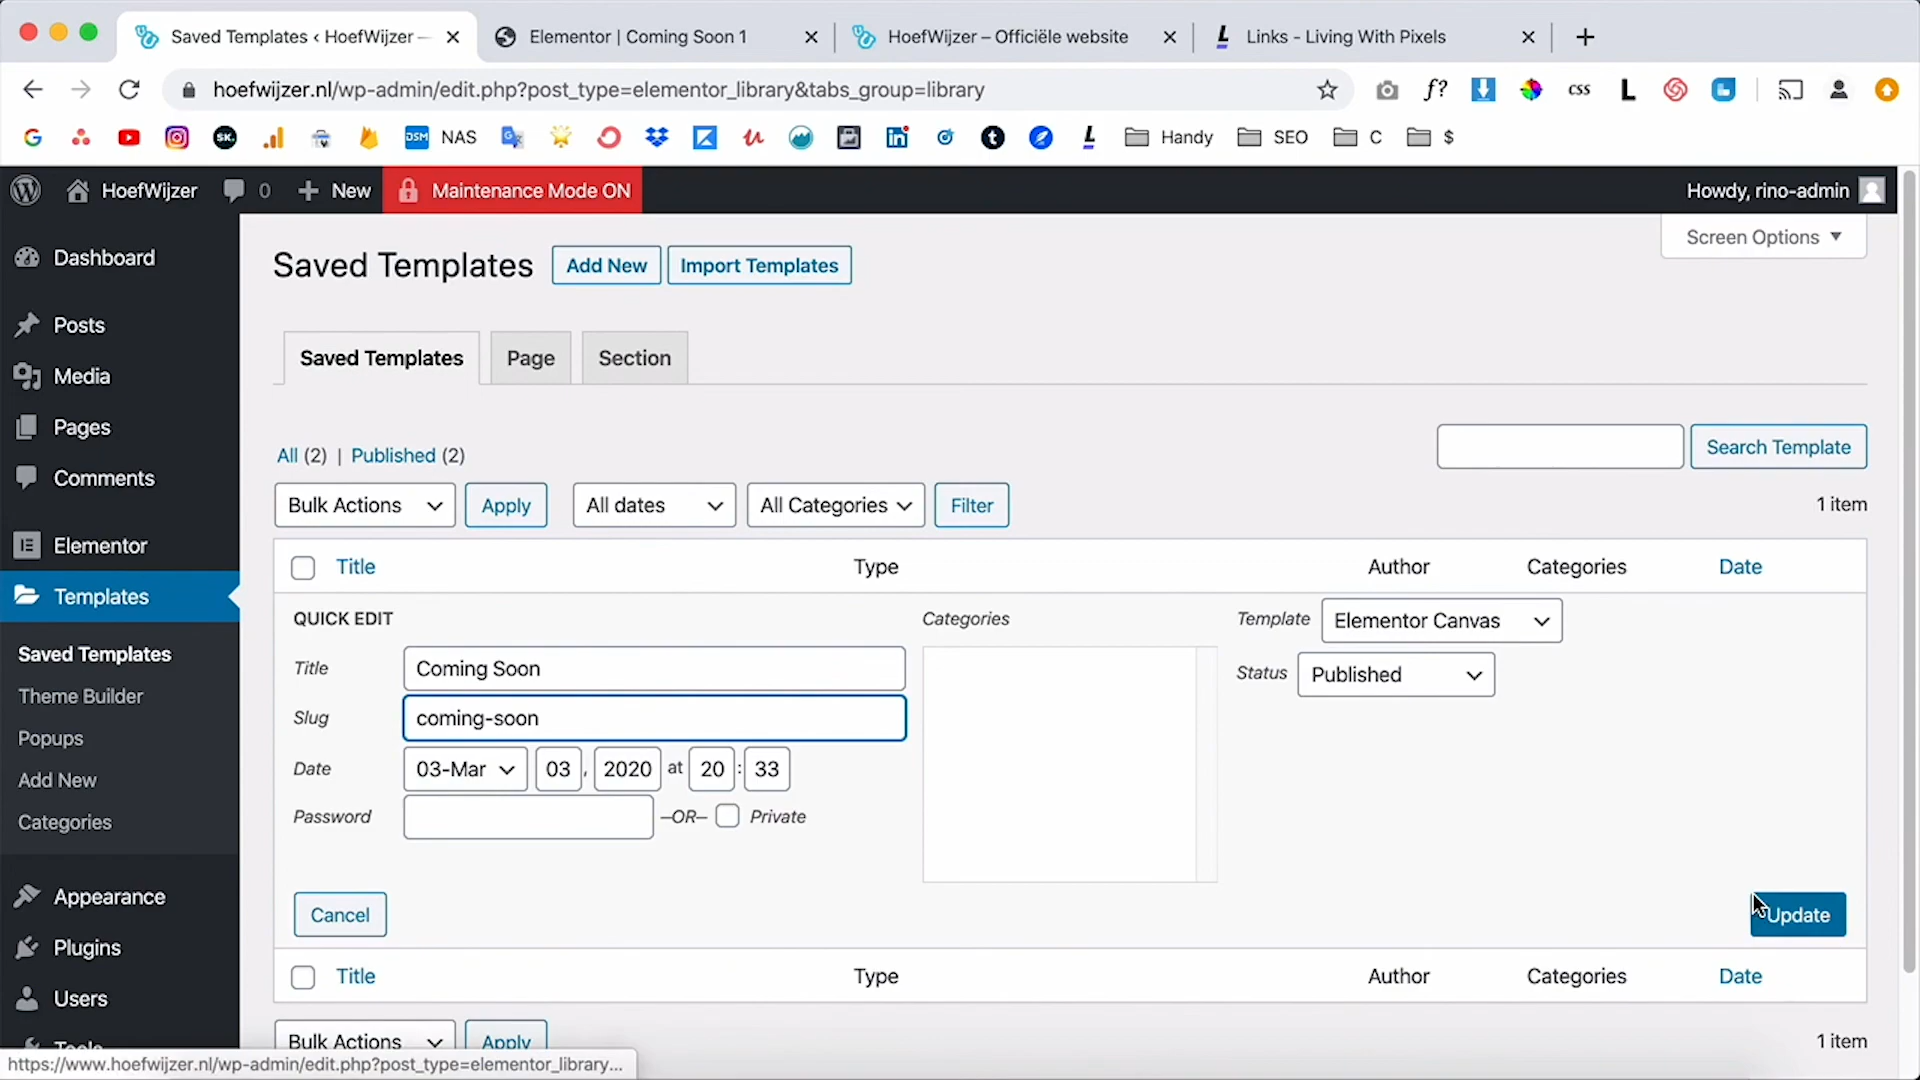 Saved Templates ‹ HoefWijzer —
Elementor | Coming Soon 1
HoefWijzer – Officiële website
Links - Living With Pixels
hoefwijzer.nl/wp-admin/edit.php?post_type=elementor_library&tabs_group=library
f?
CSS
L
SK.
DSM NAS
Handy
SEO
C
$
HoefWijzer
0
New
Maintenance Mode ON
Howdy, rino-admin
Dashboard
Posts
Media
Pages
Comments
Elementor
Templates
Saved Templates
Theme Builder
Popups
Add New
Categories
Appearance
Plugins
Users
Tools
Screen Options
Saved Templates
Add New
Import Templates
Saved Templates
Page
Section
All (2) | Published (2)
Search Template
Bulk Actions
Apply
All dates
All Categories
Filter
1 item
Title
Type
Author
Categories
Date
QUICK EDIT
Title
Coming Soon
Slug
coming-soon
Date
03-Mar 03 , 2020 at 20 : 33
Password
–OR– Private
Categories
Template
Elementor Canvas
Status
Published
Cancel
Update
Title
Type
Author
Categories
Date
Bulk Actions
Apply
1 item
https://www.hoefwijzer.nl/wp-admin/edit.php?post_type=elementor_library...